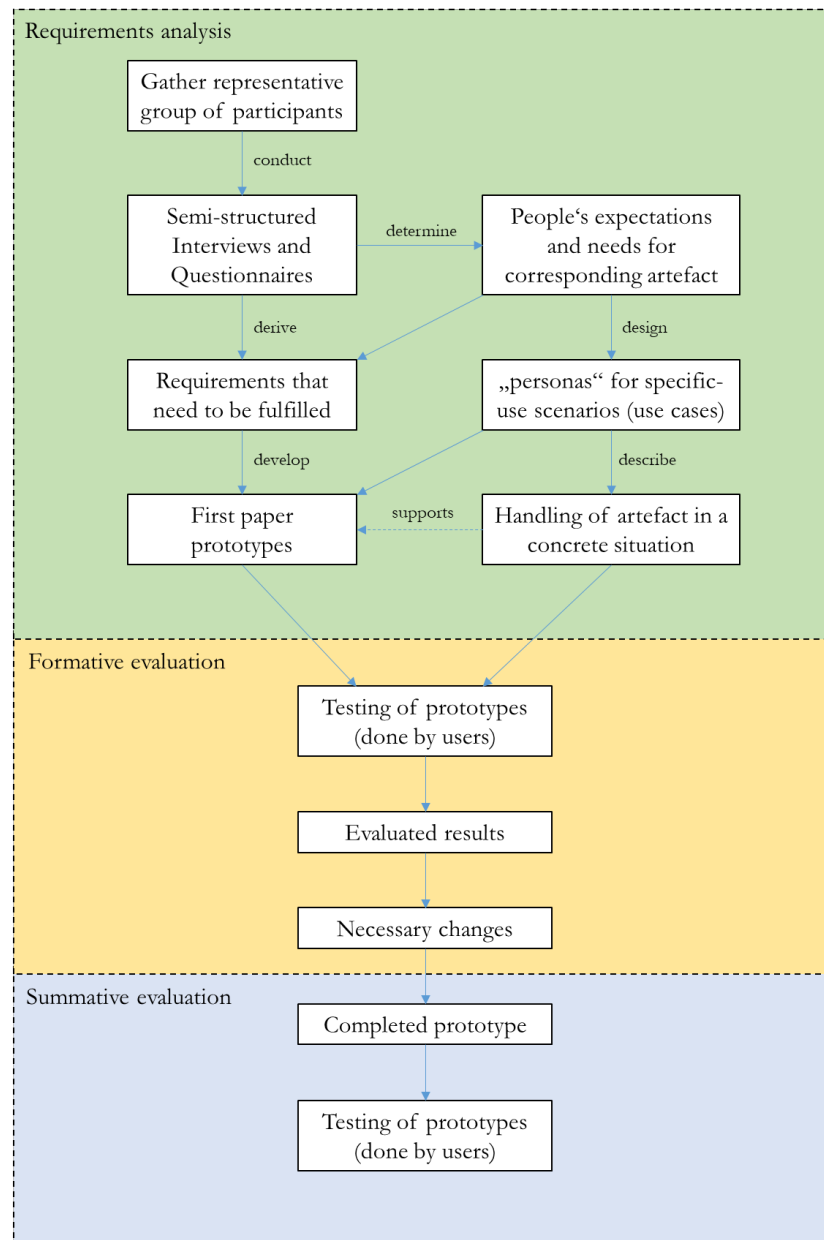 Requirements analysis
Gather representative
group of participants
conduct
Semi-structured
Interviews and
Questionnaires
determine
People‘s expectations
and needs for
corresponding artefact
derive
design
Requirements that
need to be fulfilled
„personas“ for specific-
use scenarios (use cases)
develop
describe
First paper
prototypes
supports
Handling of artefact in a
concrete situation
Formative evaluation
Testing of prototypes
(done by users)
Evaluated results
Necessary changes
Summative evaluation
Completed prototype
Testing of prototypes
(done by users)